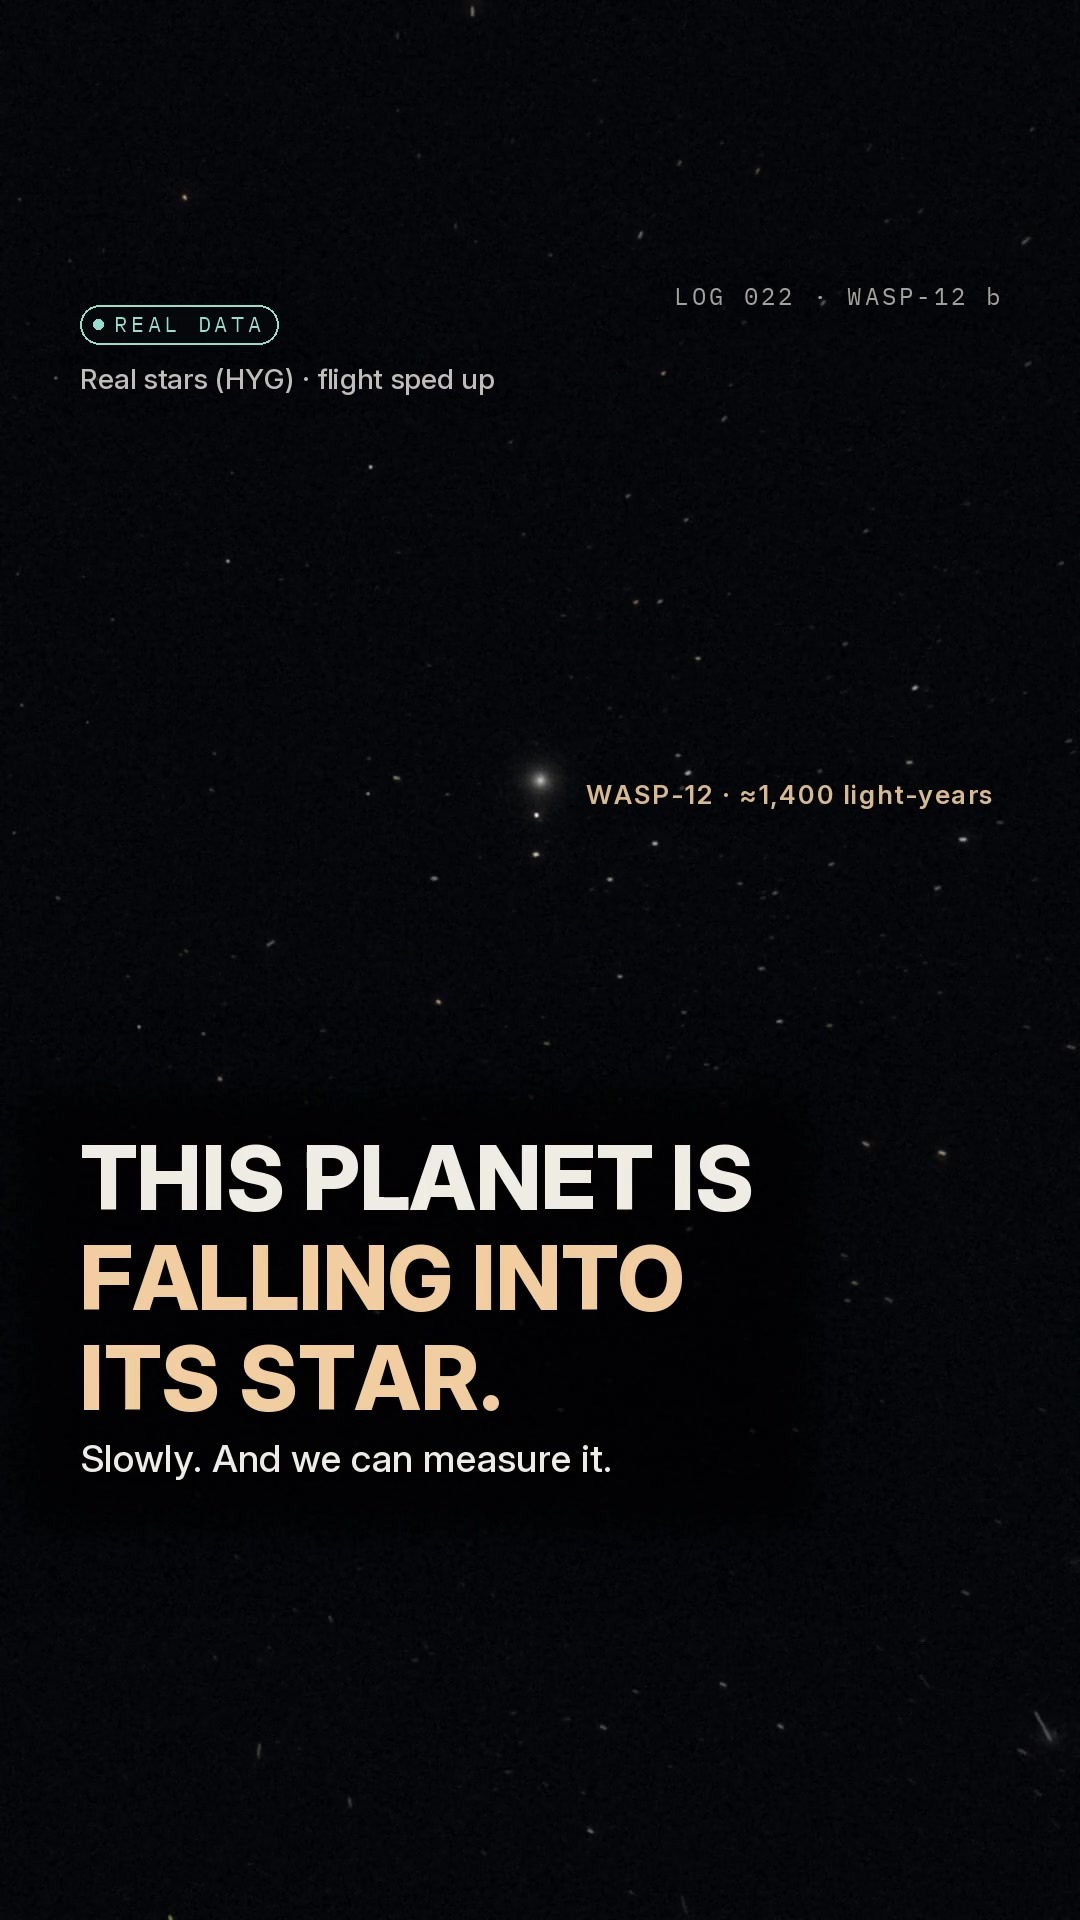 LOG 022 · WASP-12 b
REAL DATA
Real stars (HYG) · flight sped up
WASP-12 · ≈1,400 light-years
THIS PLANET IS
FALLING INTO
ITS STAR.
Slowly. And we can measure it.